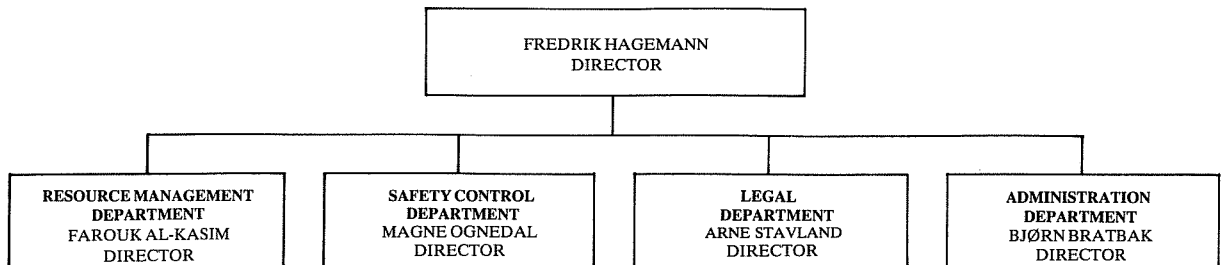 FREDRIK HAGEMANN
DIRECTOR
RESOURCE MANAGEMENT
DEPARTMENT
FAROUK AL-KASIM
DIRECTOR
SAFETY CONTROL
DEPARTMENT
MAGNE OGNEDAL
DIRECTOR
LEGAL
DEPARTMENT
ARNE STAVLAND
DIRECTOR
ADMINISTRATION
DEPARTMENT
BJØRN BRATBAK
DIRECTOR